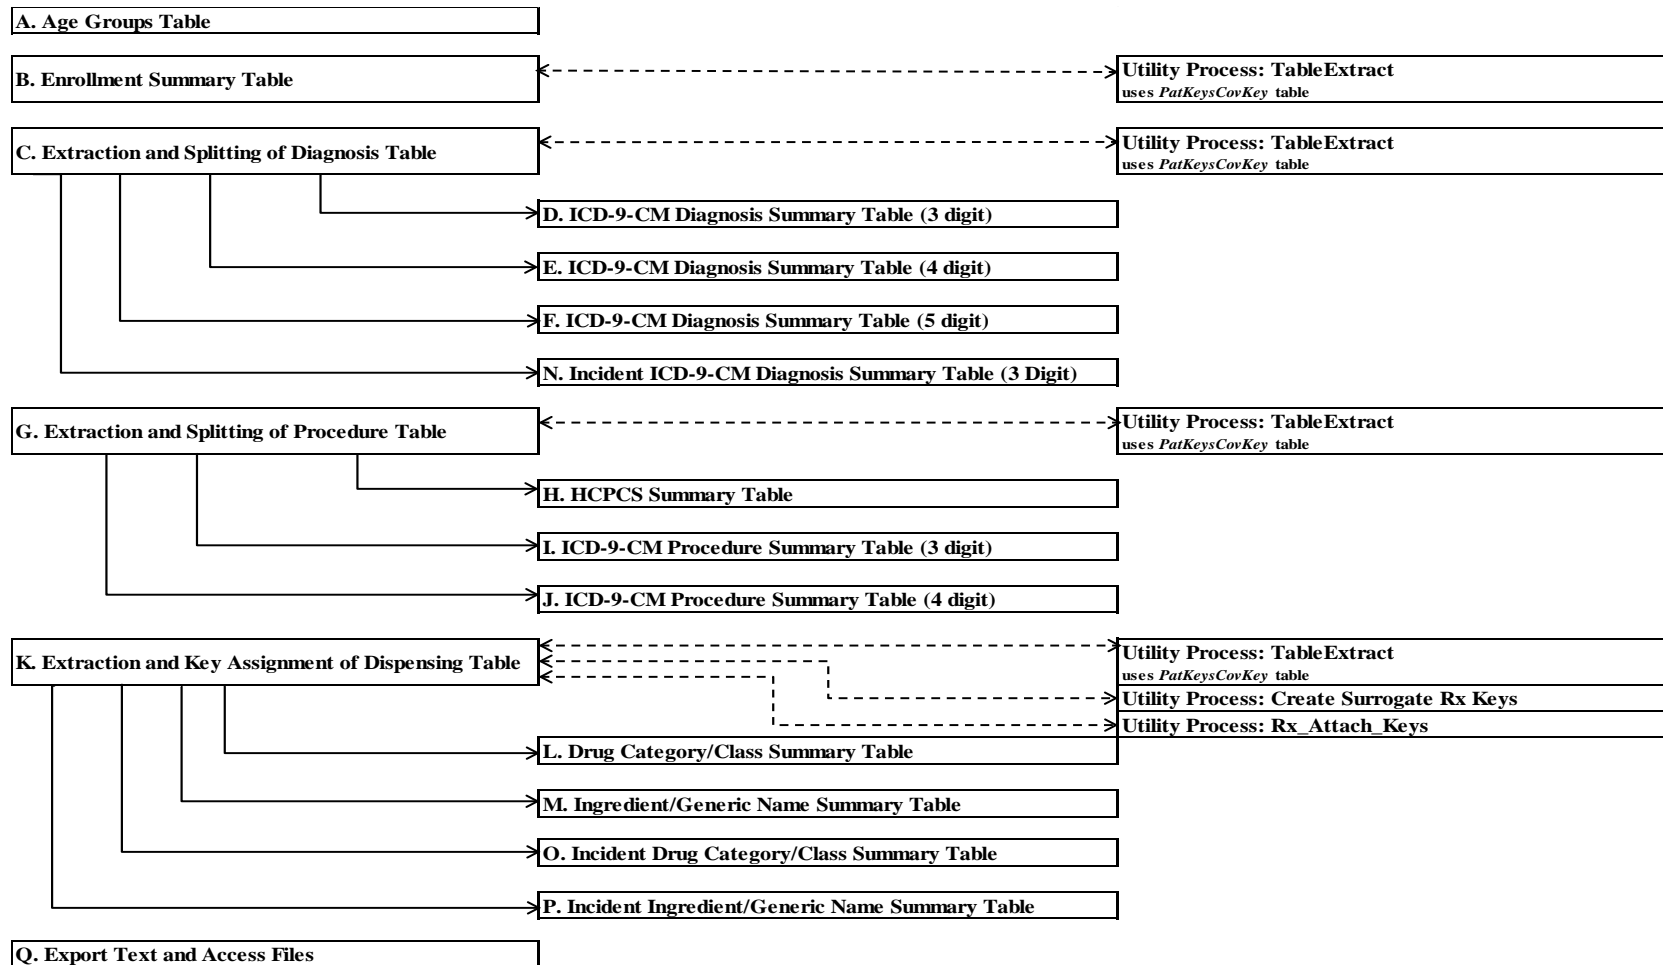 A. Age Groups Table
B. Enrollment Summary Table
Utility Process: TableExtract
uses PatKeysCovKey table
C. Extraction and Splitting of Diagnosis Table
Utility Process: TableExtract
uses PatKeysCovKey table
D. ICD-9-CM Diagnosis Summary Table (3 digit)
E. ICD-9-CM Diagnosis Summary Table (4 digit)
F. ICD-9-CM Diagnosis Summary Table (5 digit)
N. Incident ICD-9-CM Diagnosis Summary Table (3 Digit)
G. Extraction and Splitting of Procedure Table
Utility Process: TableExtract
uses PatKeysCovKey table
H. HCPCS Summary Table
I. ICD-9-CM Procedure Summary Table (3 digit)
J. ICD-9-CM Procedure Summary Table (4 digit)
K. Extraction and Key Assignment of Dispensing Table
Utility Process: TableExtract
uses PatKeysCovKey table
Utility Process: Create Surrogate Rx Keys
Utility Process: Rx_Attach_Keys
L. Drug Category/Class Summary Table
M. Ingredient/Generic Name Summary Table
O. Incident Drug Category/Class Summary Table
P. Incident Ingredient/Generic Name Summary Table
Q. Export Text and Access Files